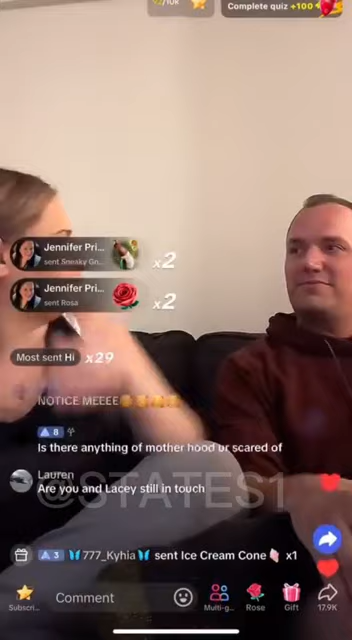 /10k
Complete quiz +100
Jennifer Pri...
sent Sneaky Gn...
x2
Jennifer Pri...
sent Rosa
x2
Most sent Hi
x29
NOTICE MEEEE
8
Is there anything of mother hood ur scared of
Lauren
Are you and Lacey still in touch
@STATES1
3 777_Kyhia sent Ice Cream Cone x1
Subscri...
Comment
Multi-g...
Rose
Gift
17.9K